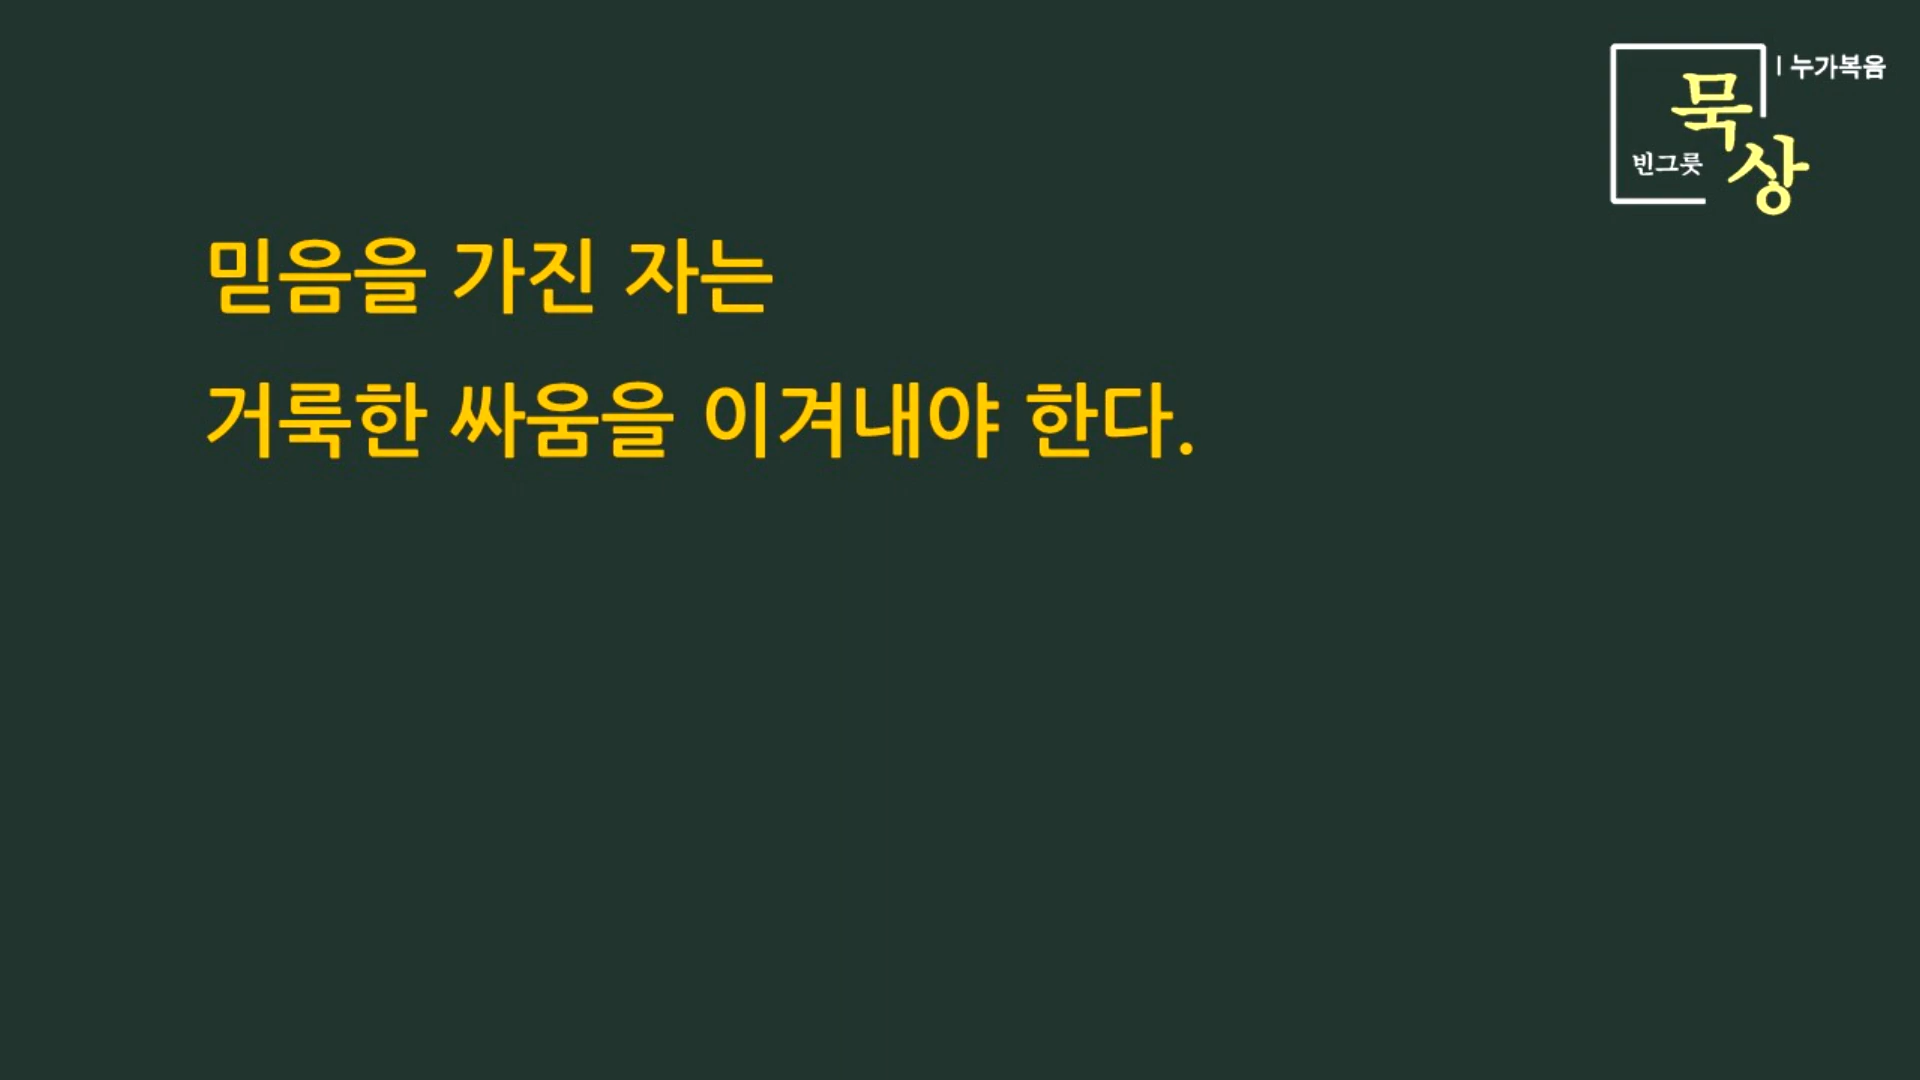 믿음을 가진 자는
거룩한 싸움을 이겨내야 한다.
빈그릇
묵상
| 누가복음